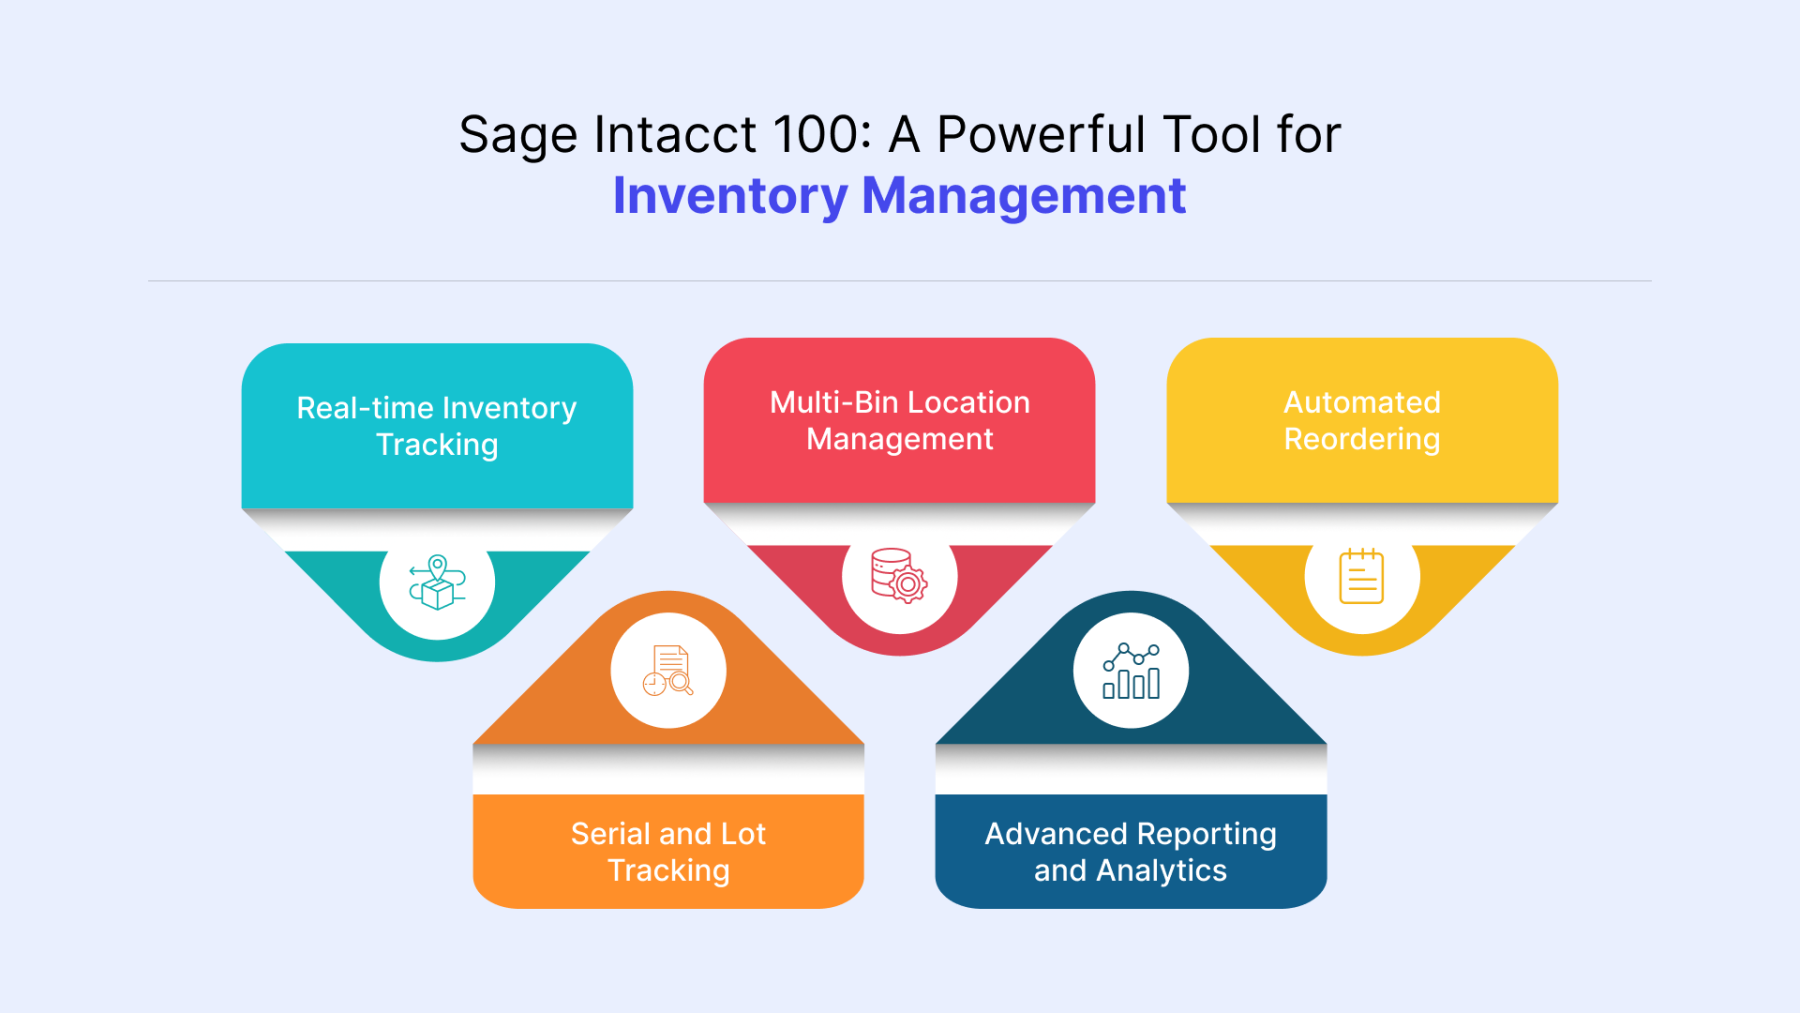 Sage Intacct 100: A Powerful Tool for
Inventory Management
Real-time Inventory
Tracking
Multi-Bin Location
Management
Automated
Reordering
Serial and Lot
Tracking
Advanced Reporting
and Analytics